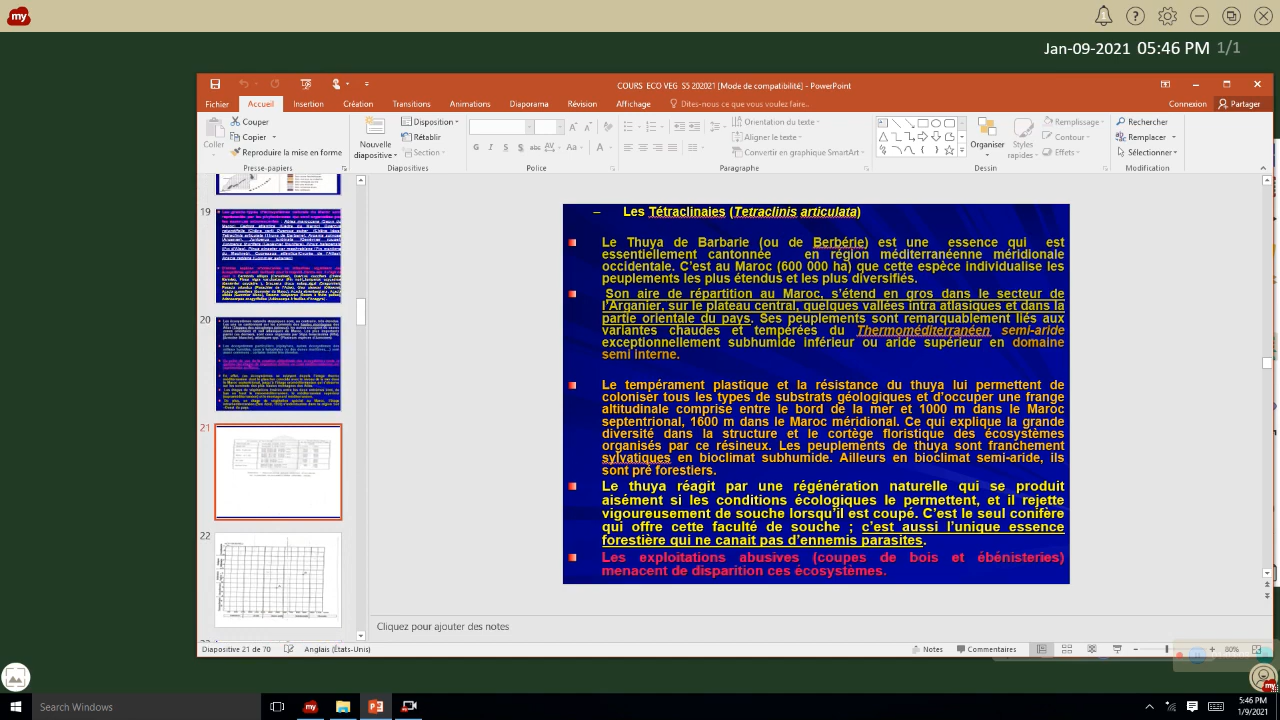 my
Jan-09-2021 05:46 PM 1/1
COURS ECO VEG S5 202021 [Mode de compatibilité] - PowerPoint
Fichier Accueil Insertion Création Transitions Animations Diaporama Révision Affichage Dites-nous ce que vous voulez faire.. Connexion Partager
Coller
Couper
Copier
Reproduire la mise en forme
Presse-papiers
Nouvelle
diapositive
Disposition
Rétablir
Section
Diapositives
G I S S abc AV Aa A
Police
Orientation du texte
Aligner le texte
Convertir en graphique SmartArt
Paragraphe
Organiser
Styles
rapides
Remplissage
Contour
Effets
Dessin
Rechercher
Remplacer
Sélectionner
Modification
19
20
21
22
– Les Tétraclinaies (Tetraclinis articulata)
Le Thuya de Barbarie (ou de Berbérie) est une essence qui est
essentiellement cantonnée en région méditerranéenne méridionale
occidentale. C'est au Maroc (600 000 ha) que cette espèce individualise les
peuplements les plus étenus et les plus diversifiés.
Son aire de répartition au Maroc, s'étend en gros dans le secteur de
l'Arganier, sur le plateau central, quelques vallées intra atlasiques et dans la
partie orientale du pays. Ses peuplements sont remarquablement liés aux
variantes chaudes et tempérées du Thermoméditerranéen semi-aride
exceptionnellement subhumide inférieur ou aride supérieur en domaine
semi interne.
Le tempérament plastique et la résistance du thuya lui permettent de
coloniser tous les types de substrats géologiques et d'occuper une frange
altitudinale comprise entre le bord de la mer et 1000 m dans le Maroc
septentrional, 1600 m dans le Maroc méridional. Ce qui explique la grande
diversité dans la structure et le cortège floristique des écosystèmes
organisés par ce résineux. Les peuplements de thuya sont franchement
sylvatiques en bioclimat subhumide. Ailleurs en bioclimat semi-aride, ils
sont pré forestiers.
Le thuya réagit par une régénération naturelle qui se produit
aisément si les conditions écologiques le permettent, et il rejette
vigoureusement de souche lorsqu'il est coupé. C'est le seul conifère
qui offre cette faculté de souche ; c'est aussi l'unique essence
forestière qui ne canait pas d'ennemis parasites.
Les exploitations abusives (coupes de bois et ébénisteries)
menacent de disparition ces écosystèmes.
Cliquez pour ajouter des notes
Diapositive 21 de 70 Anglais (États-Unis) Notes Commentaires 80%
my
Search Windows
my
5:46 PM
1/9/2021